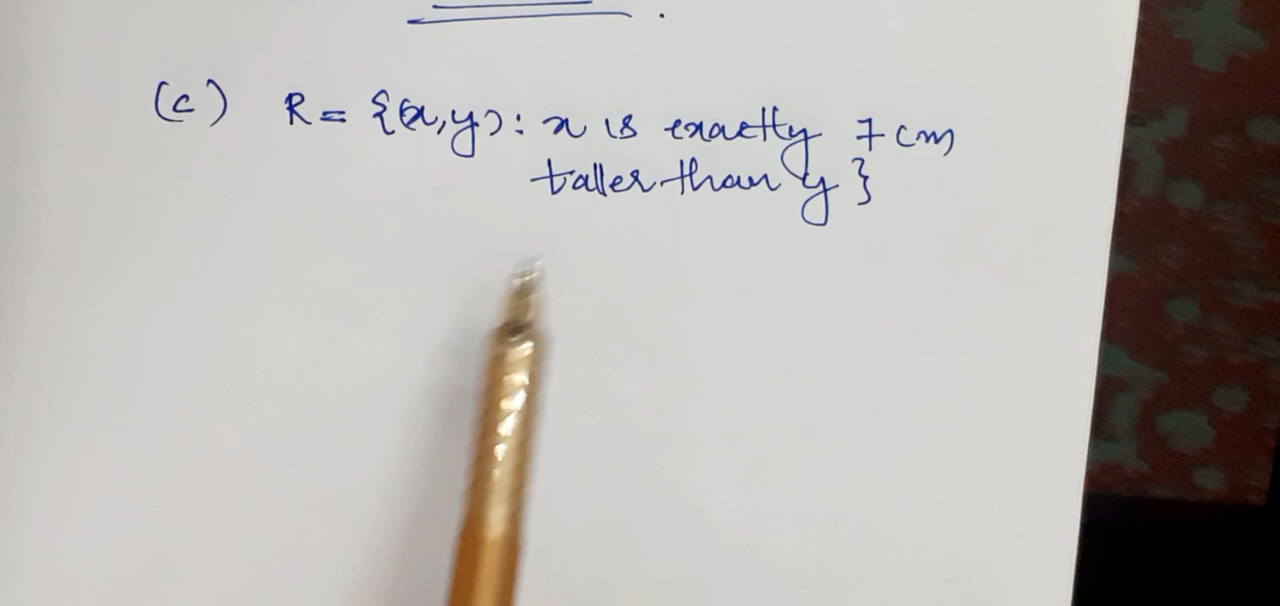 (c) R = {(x,y): x is exactly 7 cm
taller than y}